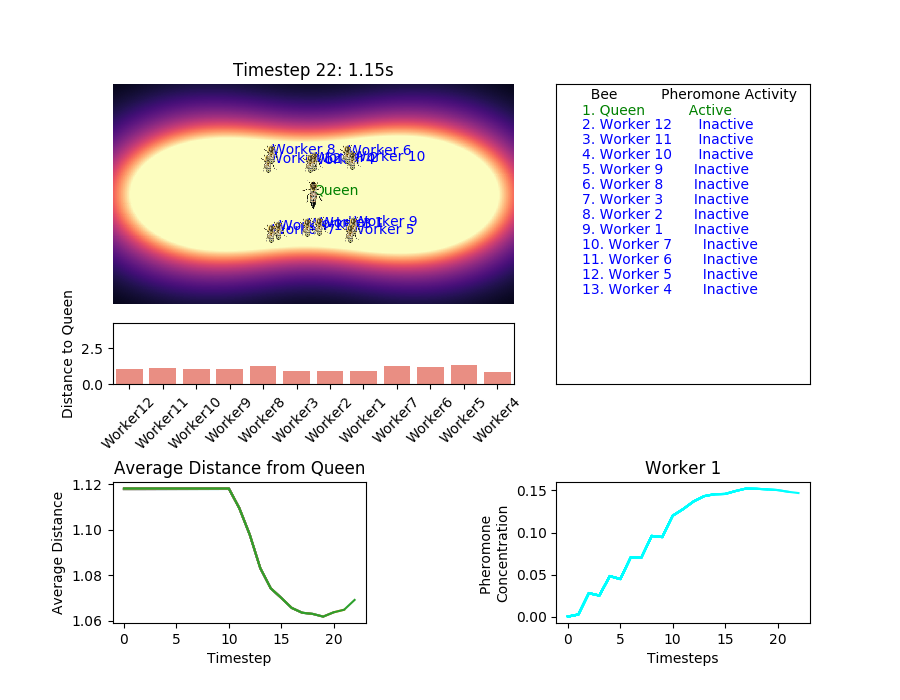 Timestep 22: 1.15s
Worker 8
Worker 6
Worker 10
Queen
Worker 9
Worker 5
Bee Pheromone Activity
1. Queen Active
2. Worker 12 Inactive
3. Worker 11 Inactive
4. Worker 10 Inactive
5. Worker 9 Inactive
6. Worker 8 Inactive
7. Worker 3 Inactive
8. Worker 2 Inactive
9. Worker 1 Inactive
10. Worker 7 Inactive
11. Worker 6 Inactive
12. Worker 5 Inactive
13. Worker 4 Inactive
Distance to Queen
2.5
0.0
Worker12
Worker11
Worker10
Worker9
Worker8
Worker3
Worker2
Worker1
Worker7
Worker6
Worker5
Worker4
Average Distance from Queen
Average Distance
1.12
1.10
1.08
1.06
0 5 10 15 20
Timestep
Worker 1
Pheromone
Concentration
0.15
0.10
0.05
0.00
0 5 10 15 20
Timesteps